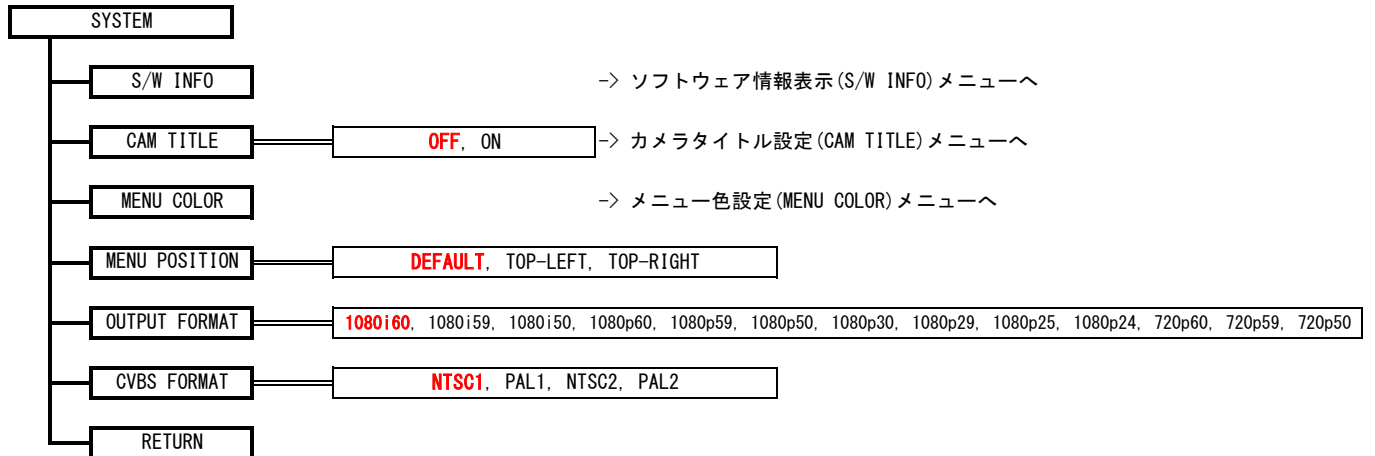 SYSTEM
S/W INFO -> ソフトウェア情報表示(S/W INFO)メニューへ
CAM TITLE OFF, ON -> カメラタイトル設定(CAM TITLE)メニューへ
MENU COLOR -> メニュー色設定(MENU COLOR)メニューへ
MENU POSITION DEFAULT, TOP-LEFT, TOP-RIGHT
OUTPUT FORMAT 1080i60, 1080i59, 1080i50, 1080p60, 1080p59, 1080p50, 1080p30, 1080p29, 1080p25, 1080p24, 720p60, 720p59, 720p50
CVBS FORMAT NTSC1, PAL1, NTSC2, PAL2
RETURN